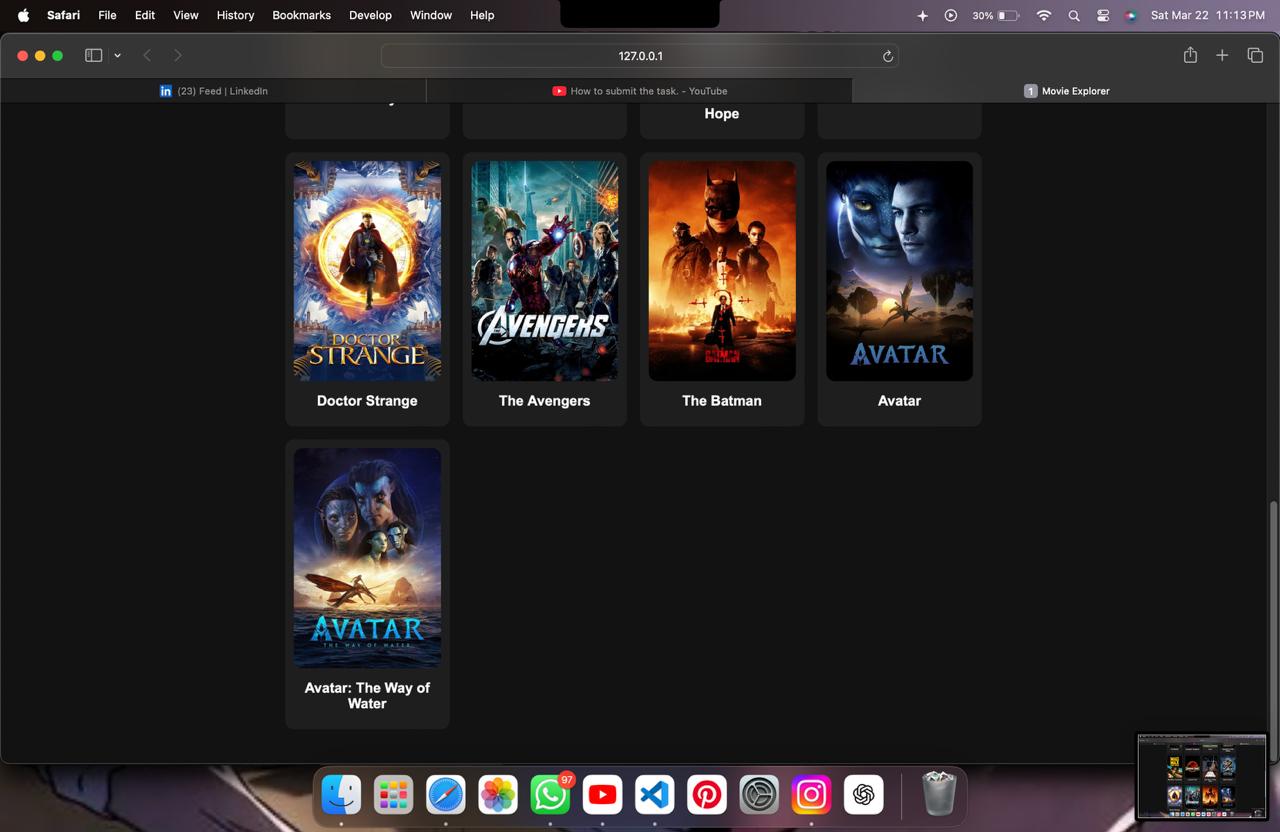 Safari File Edit View History Bookmarks Develop Window Help 30% Sat Mar 22 11:13 PM
127.0.0.1
in (23) Feed | LinkedIn How to submit the task. - YouTube 1 Movie Explorer
Hope
DOCTOR
STRANGE
AVENGERS
BATMAN
AVATAR
Doctor Strange The Avengers The Batman Avatar
AVATAR
THE WAY OF WATER
Avatar: The Way of
Water
97